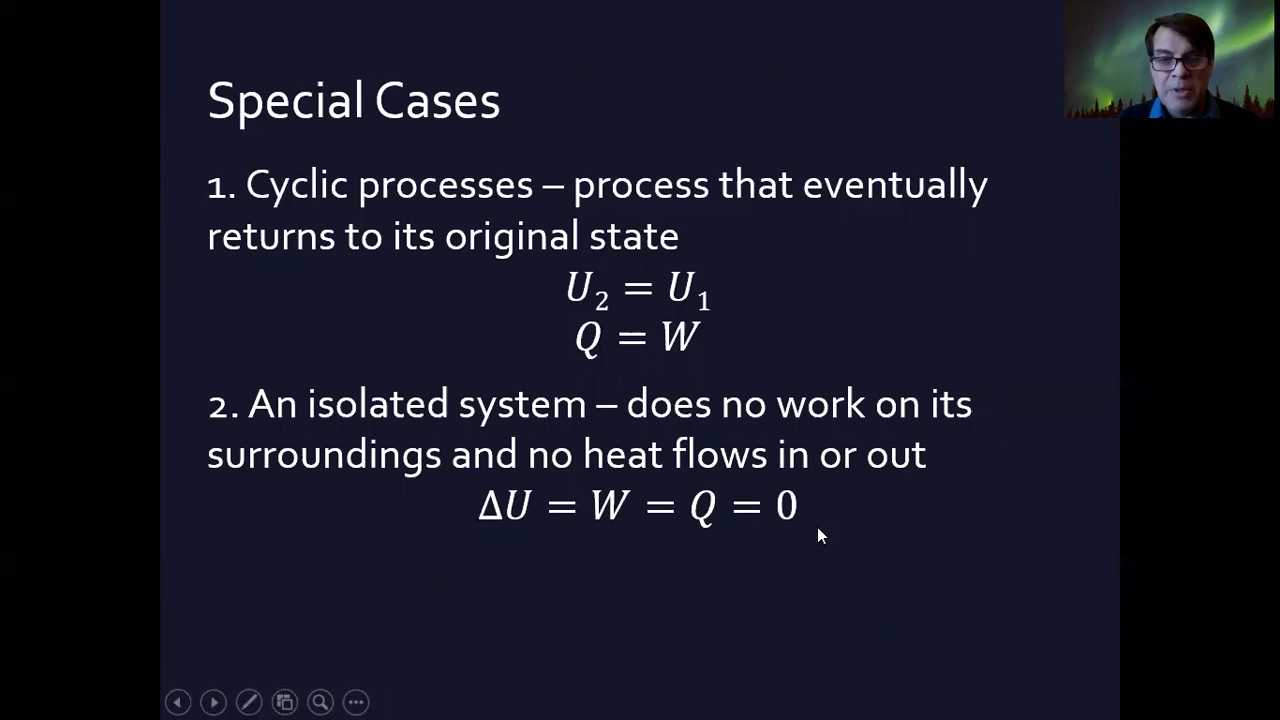 Special Cases
1. Cyclic processes – process that eventually
returns to its original state
U₂ = U₁
Q = W
2. An isolated system – does no work on its
surroundings and no heat flows in or out
ΔU = W = Q = 0